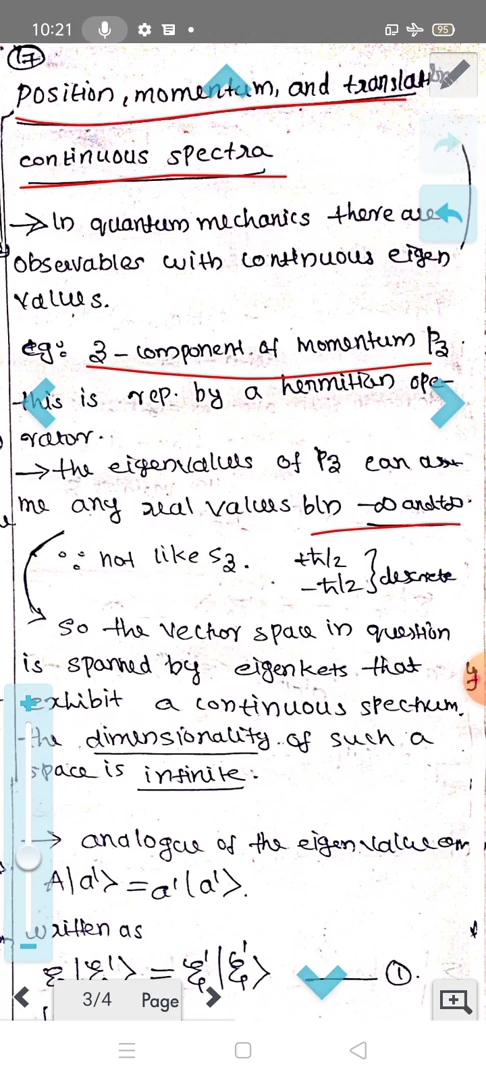 10:21
95
17
Position, momentum, and translat
continuous spectra
→ In quantum mechanics there are
observables with continuous eigen
values.
eg: z-component of momentum Pz.
this is rep. by a hermitian ope-
rator.
→ the eigenvalues of Pz can assu
me any real values b/n -∞ and +∞.
∵ not like Sz. +ħ/2
-ħ/2 } descrete
So the vector space in question
is spanned by eigenkets that
exhibit a continuous spectrum.
the dimensionality of such a
space is infinite.
→ analogue of the eigenvalue
A|a'> = a'|a'>.
written as
ξ|ξ'> = ξ'|ξ'> ——— ①.
3/4 Page